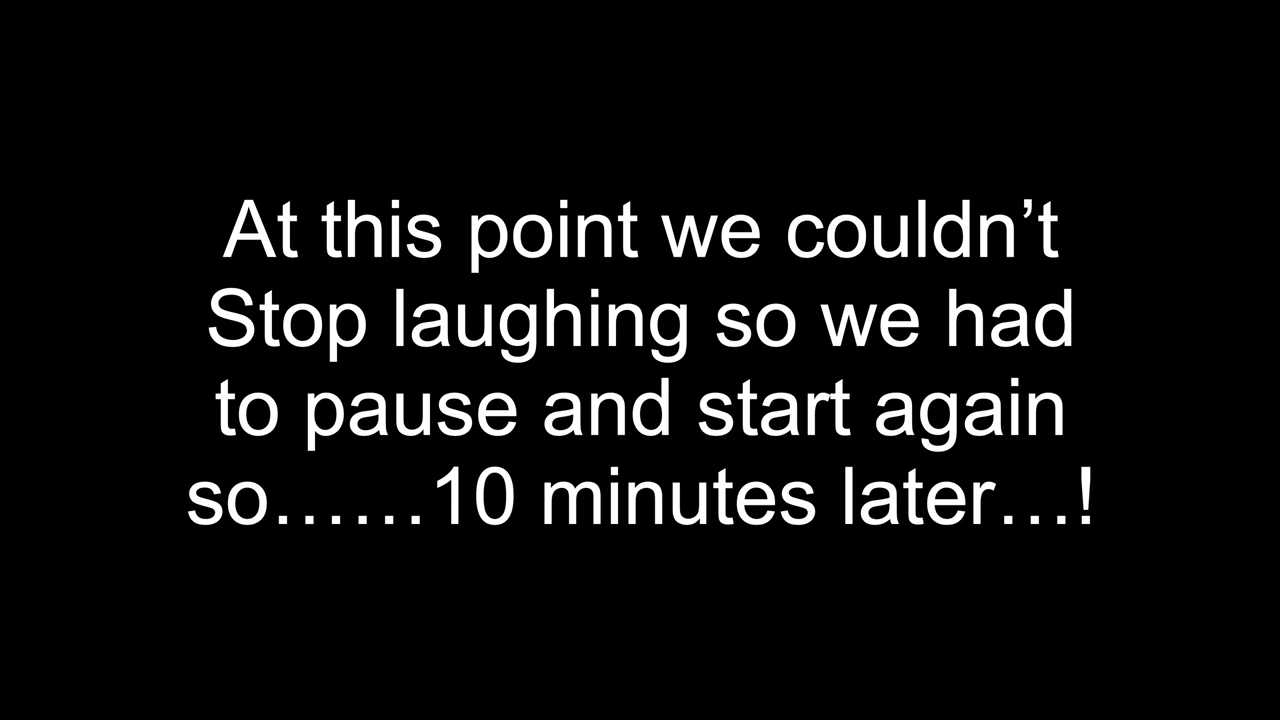 At this point we couldn’t
Stop laughing so we had
to pause and start again
so……10 minutes later…!